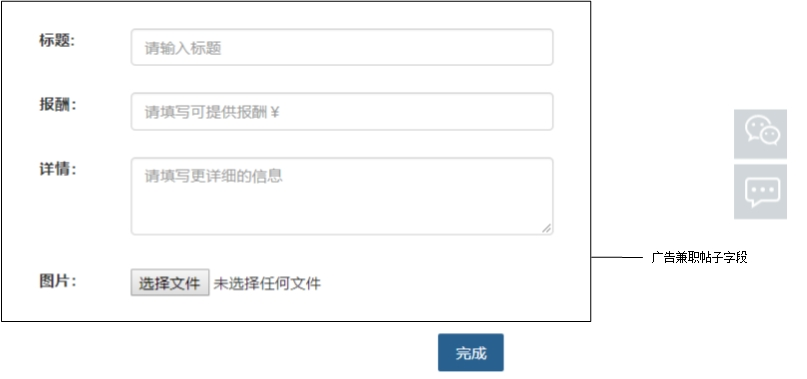 标题:
请输入标题
报酬:
请填写可提供报酬¥
详情:
请填写更详细的信息
图片:
选择文件 未选择任何文件
广告兼职帖子字段
完成